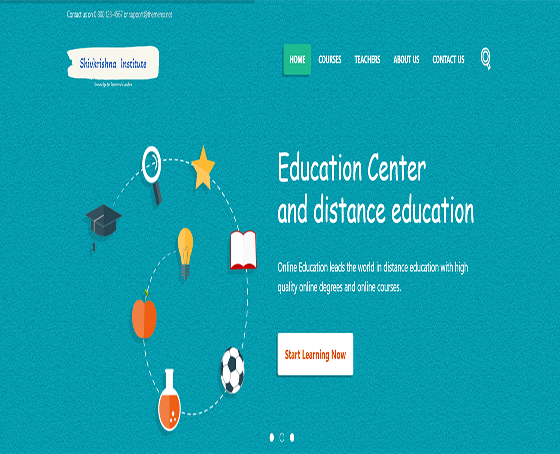 Contact us on 0 800 123-4567 or support@themerex.net
Shivkrishna Institute
HOME COURSES TEACHERS ABOUT US CONTACT US
Education Center
and distance education
Online Education leads the world in distance education with high
quality online degrees and online courses.
Start Learning Now